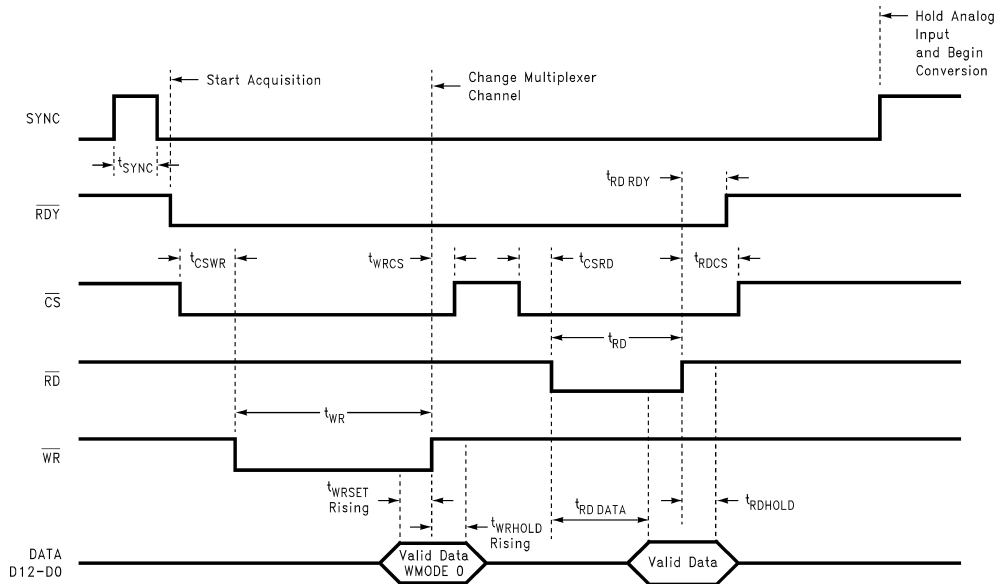 Hold Analog
Input
and Begin
Conversion
Start Acquisition
Change Multiplexer
Channel
SYNC
tSYNC
tRD RDY
RDY
tCSWR
tWRCS
tCSRD
tRDCS
CS
tRD
RD
tWR
WR
tWRSET
Rising
tWRHOLD
Rising
tRD DATA
tRDHOLD
DATA
D12-D0
Valid Data
WMODE 0
Valid Data